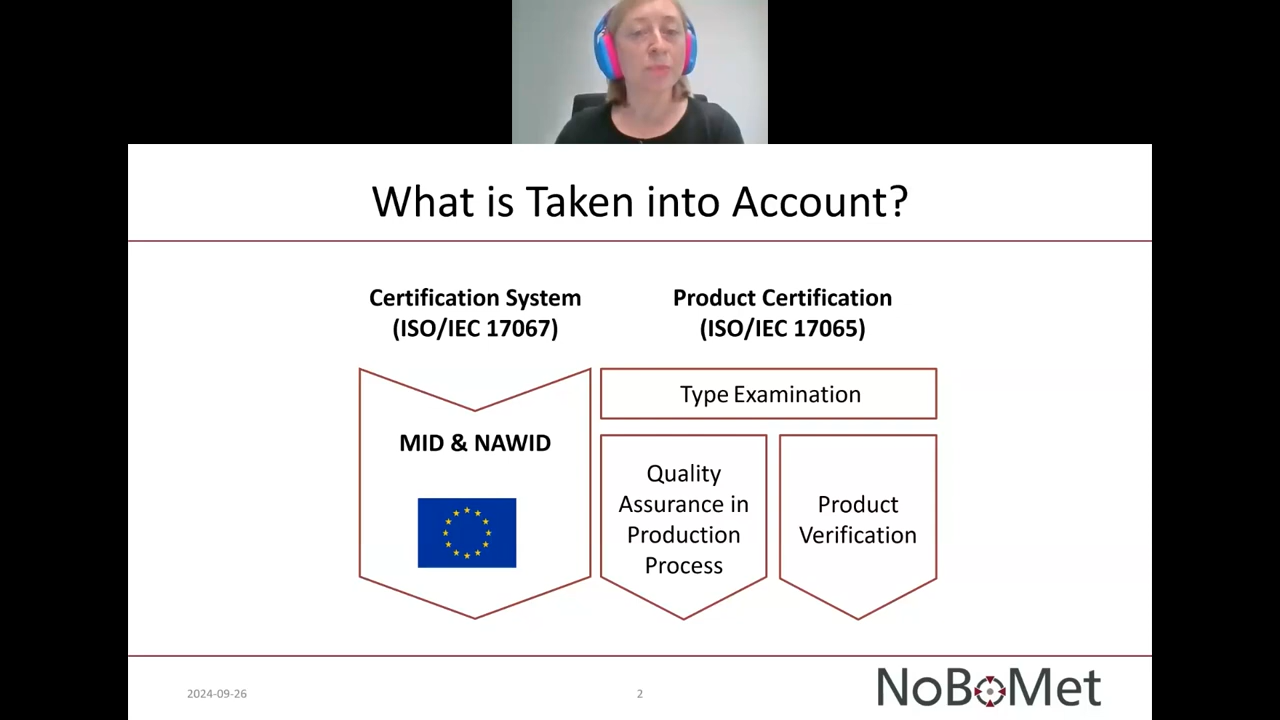 What is Taken into Account?
Certification System
(ISO/IEC 17067)
Product Certification
(ISO/IEC 17065)
MID & NAWID
Type Examination
Quality
Assurance in
Production
Process
Product
Verification
2024-09-26
2
NoBoMet